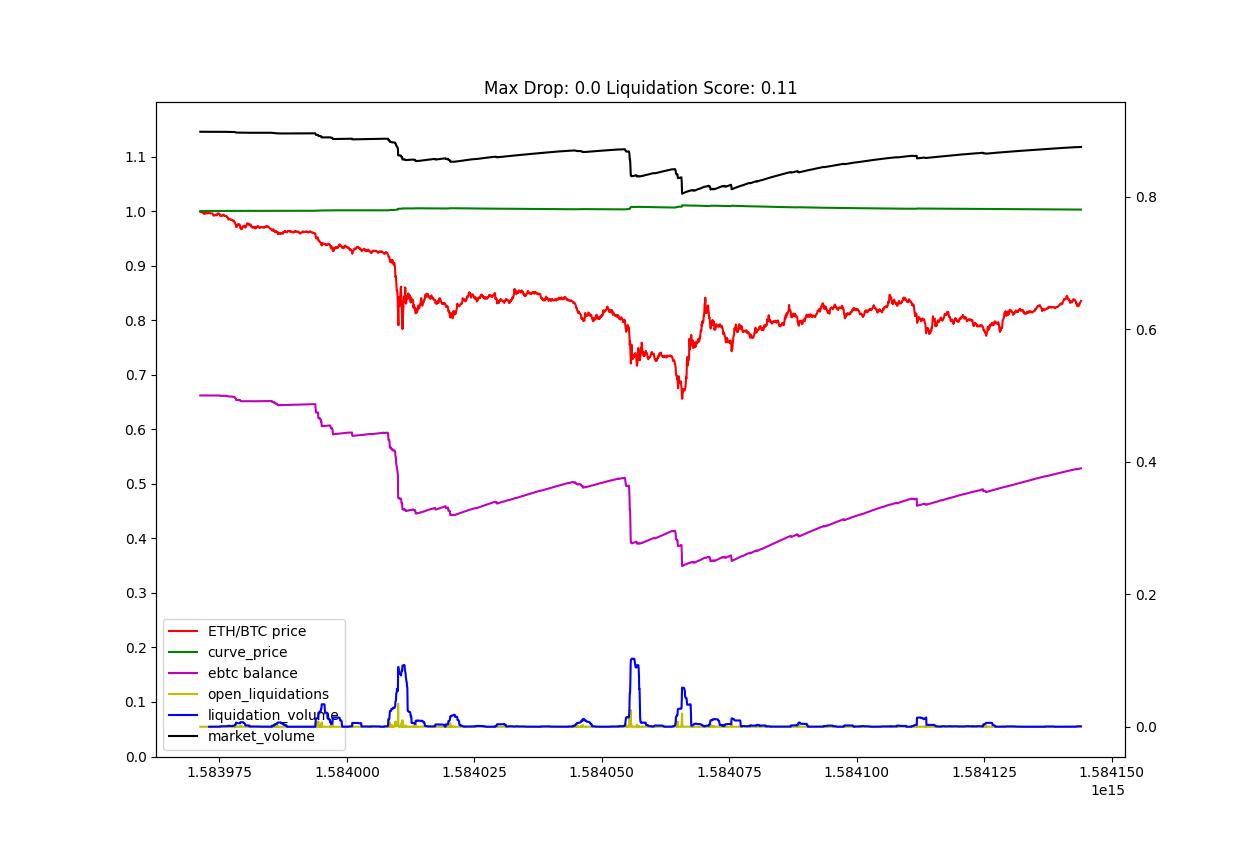 Max Drop: 0.0 Liquidation Score: 0.11
1.1
1.0
0.9
0.8
0.7
0.6
0.5
0.4
0.3
0.2
0.1
0.0
0.8
0.6
0.4
0.2
0.0
ETH/BTC price
curve_price
ebtc balance
open_liquidations
liquidation_volume
market_volume
1.583975 1.584000 1.584025 1.584050 1.584075 1.584100 1.584125 1.584150
1e15